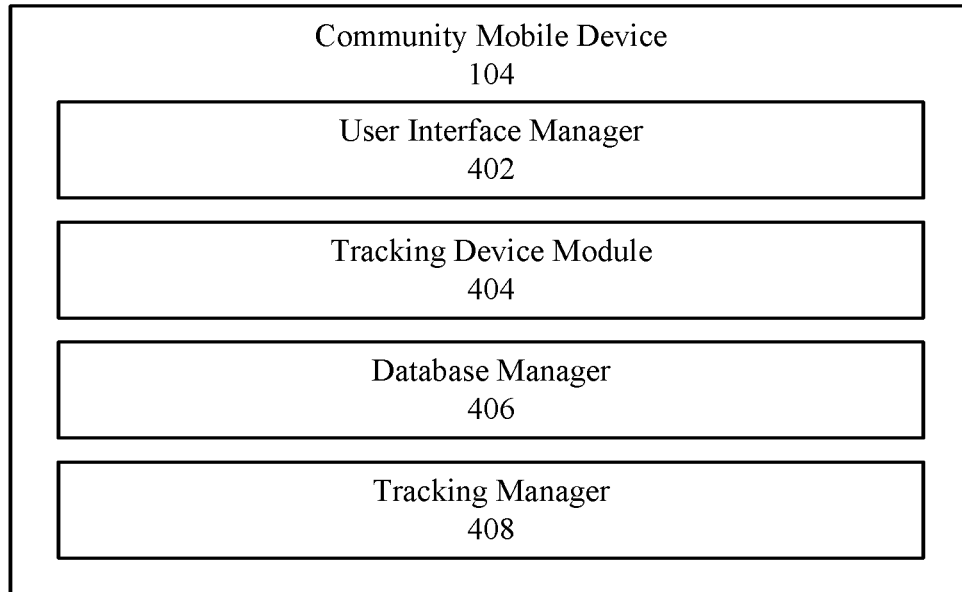 Community Mobile Device
104
User Interface Manager
402
Tracking Device Module
404
Database Manager
406
Tracking Manager
408